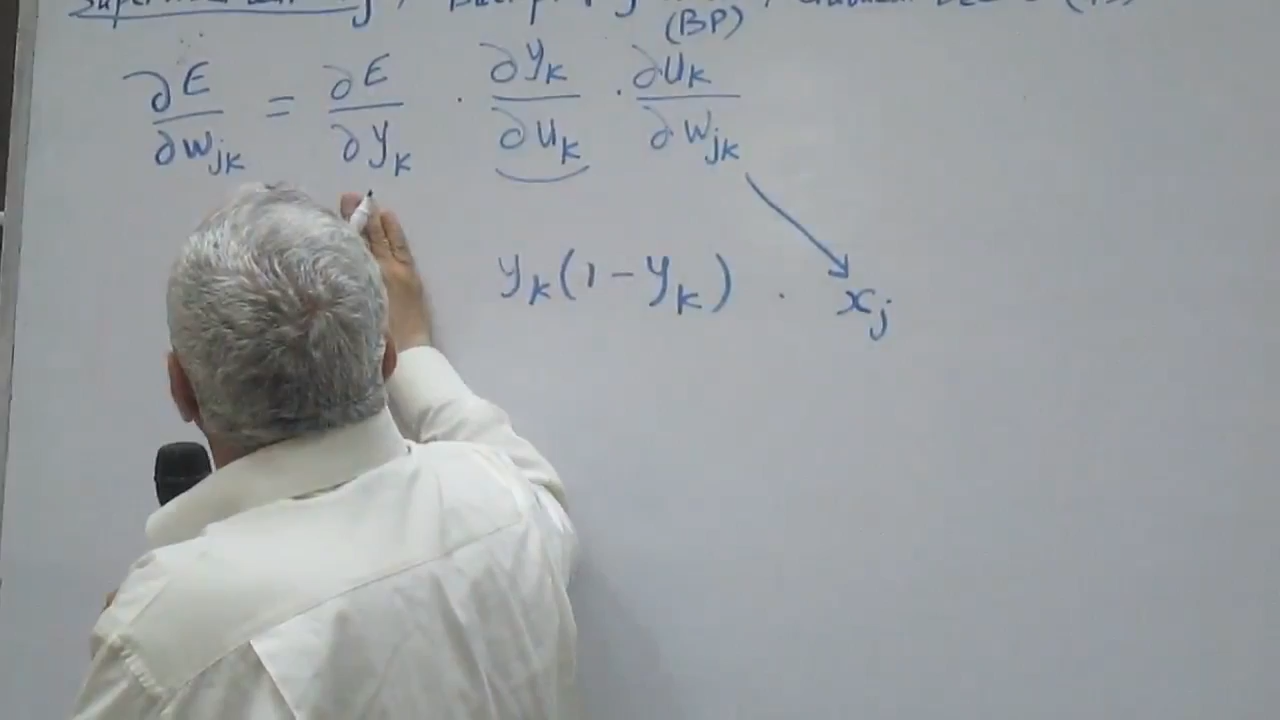 (BP)
∂E/∂w_jk = ∂E/∂y_k · ∂y_k/∂u_k · ∂u_k/∂w_jk
y_k(1-y_k) · x_j